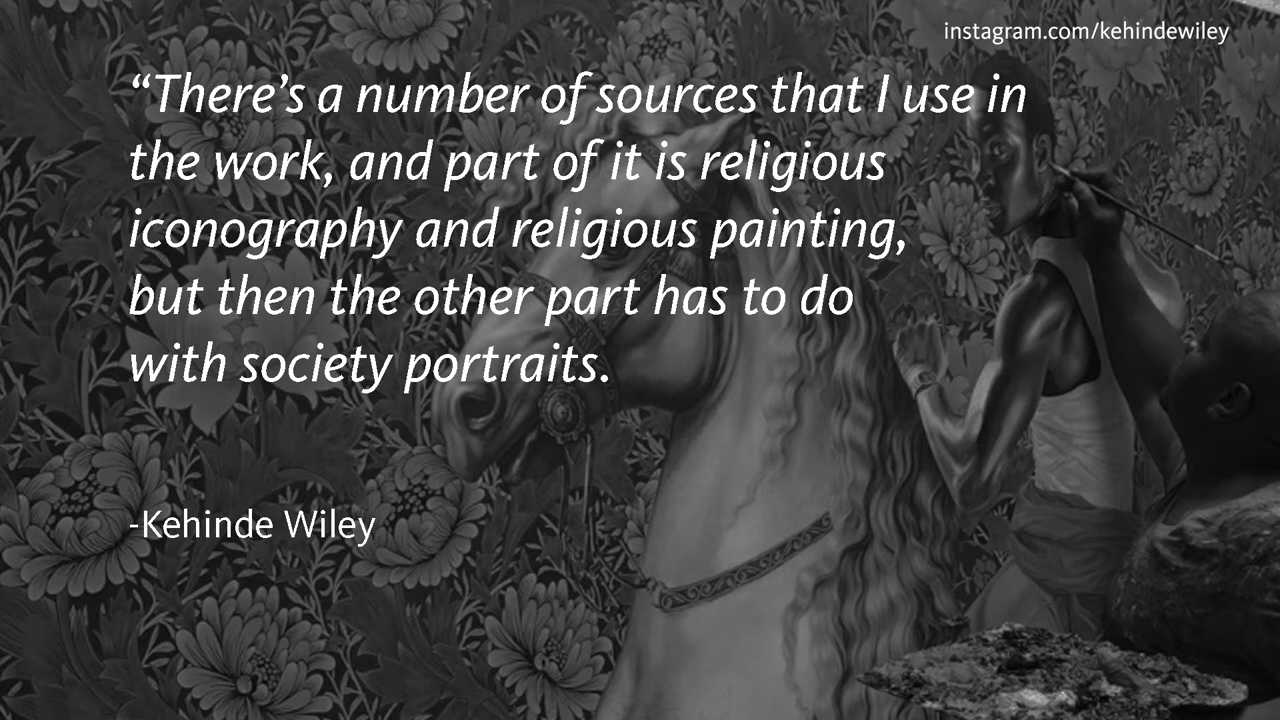 instagram.com/kehindewiley
“There’s a number of sources that I use in
the work, and part of it is religious
iconography and religious painting,
but then the other part has to do
with society portraits.
-Kehinde Wiley